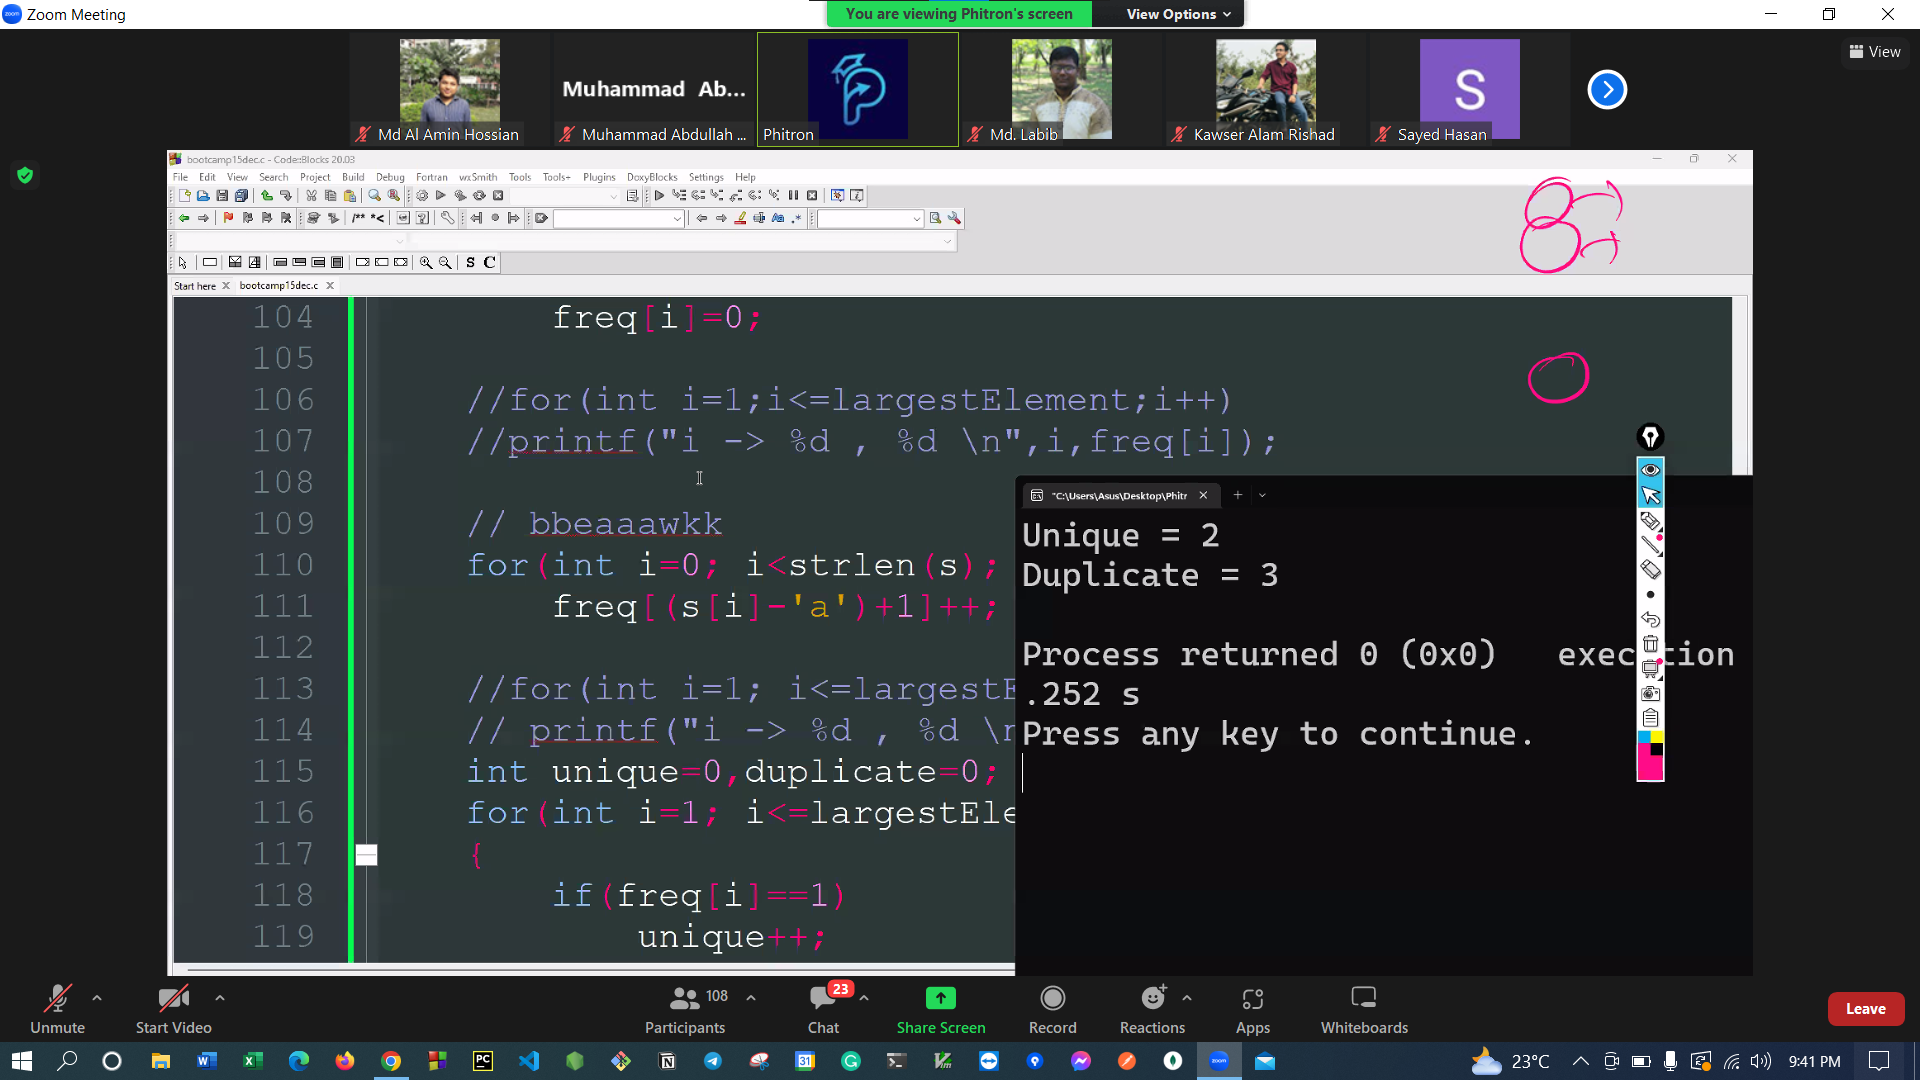 Zoom Meeting
You are viewing Phitron's screen
View Options
View
Muhammad Ab...
S
Md Al Amin Hossian
Muhammad Abdullah ...
Phitron
Md. Labib
Kawser Alam Rishad
Sayed Hasan
bootcamp15dec.c - Code::Blocks 20.03
File Edit View Search Project Build Debug Fortran wxSmith Tools Tools+ Plugins DoxyBlocks Settings Help
Start here bootcamp15dec.c
104 freq[i]=0;
105
106 //for(int i=1;i<=largestElement;i++)
107 //printf("i -> %d , %d \n",i,freq[i]);
108
109 // bbeaaawkk
110 for(int i=0; i<strlen(s);
111 freq[(s[i]-'a')+1]++;
112
113 //for(int i=1; i<=largestE
114 // printf("i -> %d , %d \n
115 int unique=0,duplicate=0;
116 for(int i=1; i<=largestEle
117 {
118 if(freq[i]==1)
119 unique++;
"C:\Users\Asus\Desktop\Phitr
Unique = 2
Duplicate = 3
Process returned 0 (0x0) execution
.252 s
Press any key to continue.
Unmute
Start Video
108
Participants
23
Chat
Share Screen
Record
Reactions
Apps
Whiteboards
Leave
23°C
9:41 PM